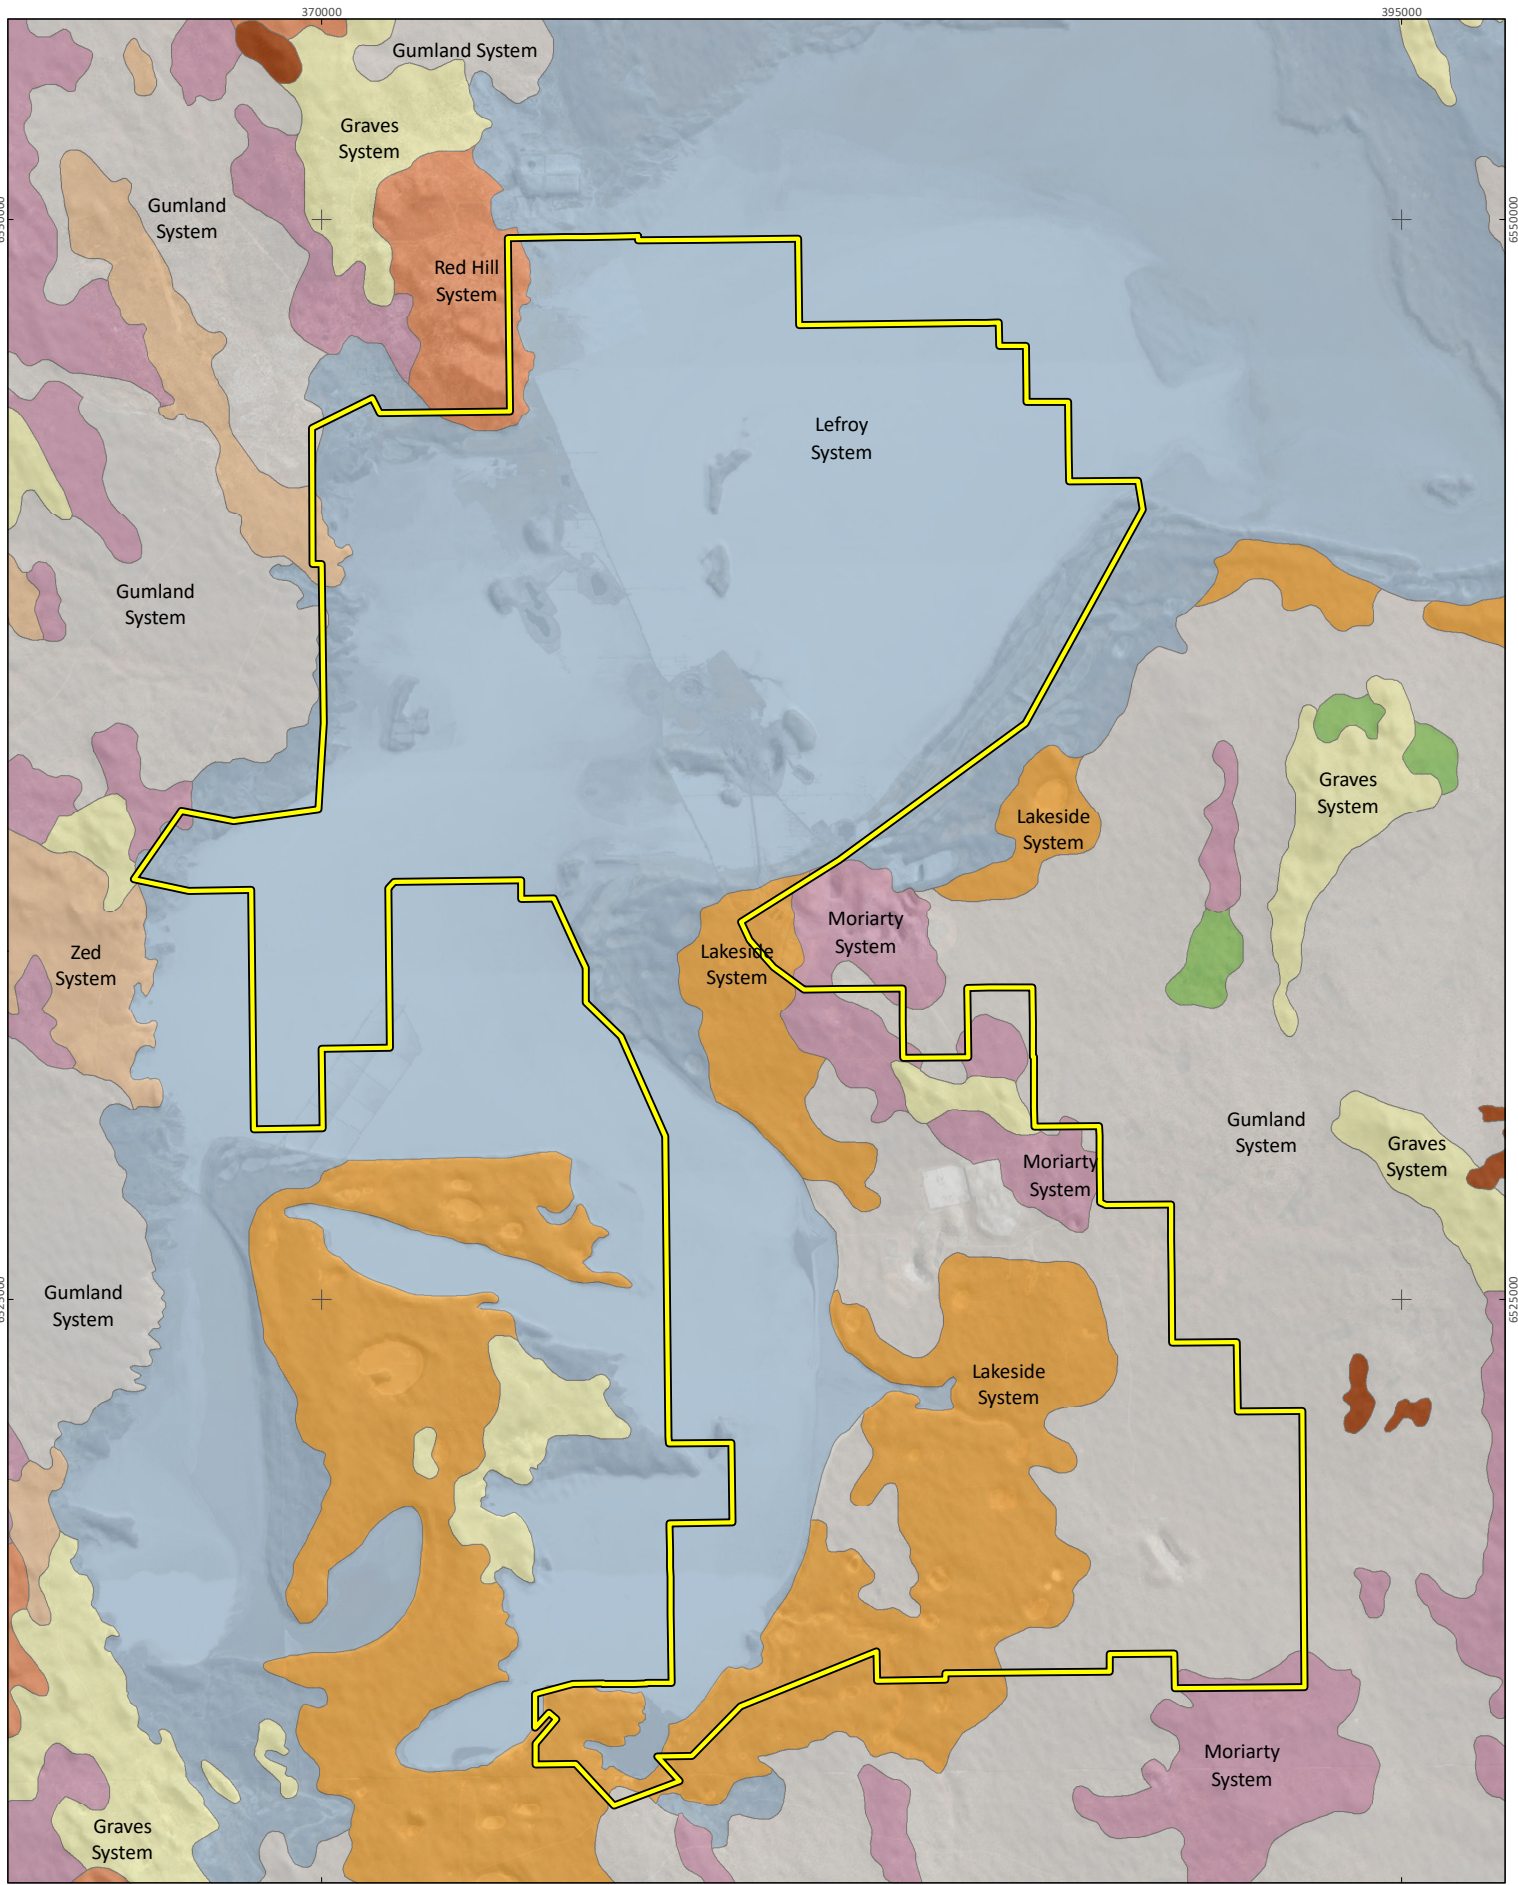 370000
395000
Gumland System
Graves
System
Gumland
System
6550000
6550000
Red Hill
System
Lefroy
System
Gumland
System
Graves
System
Lakeside
System
Moriarty
System
Lakeside
System
Zed
System
Gumland
System
Graves
System
Moriarty
System
Gumland
System
6525000
6525000
Lakeside
System
Moriarty
System
Graves
System